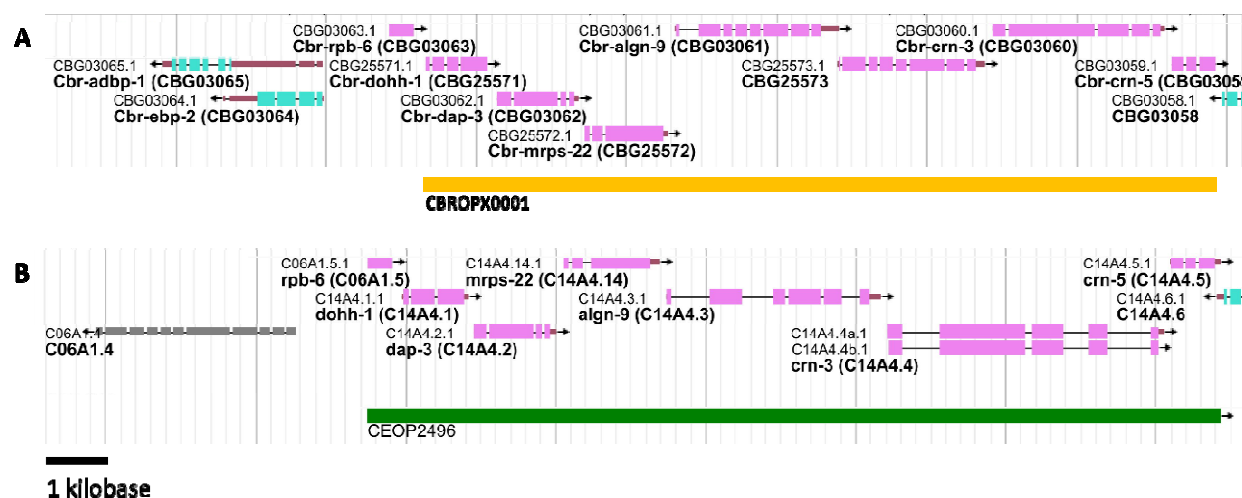 A
CBG03063.1
Cbr-rpb-6 (CBG03063)
CBG03061.1
Cbr-algn-9 (CBG03061)
CBG03060.1
Cbr-crn-3 (CBG03060)
CBG03065.1
Cbr-adbp-1 (CBG03065)
CBG25571.1
Cbr-dohh-1 (CBG25571)
CBG25573.1
CBG25573
CBG03059.1
Cbr-crn-5 (CBG03059
CBG03064.1
Cbr-ebp-2 (CBG03064)
CBG03062.1
Cbr-dap-3 (CBG03062)
CBG03058.1
CBG03058
CBG25572.1
Cbr-mrps-22 (CBG25572)
CBROPX0001
B
C06A1.5.1
rpb-6 (C06A1.5)
C14A4.14.1
mrps-22 (C14A4.14)
C14A4.5.1
crn-5 (C14A4.5)
C14A4.1.1
dohh-1 (C14A4.1)
C14A4.3.1
algn-9 (C14A4.3)
C14A4.6.1
C14A4.6
C06A1.4
C06A1.4
C14A4.2.1
dap-3 (C14A4.2)
C14A4.4a.1
C14A4.4b.1
crn-3 (C14A4.4)
CEOP2496
1 kilobase